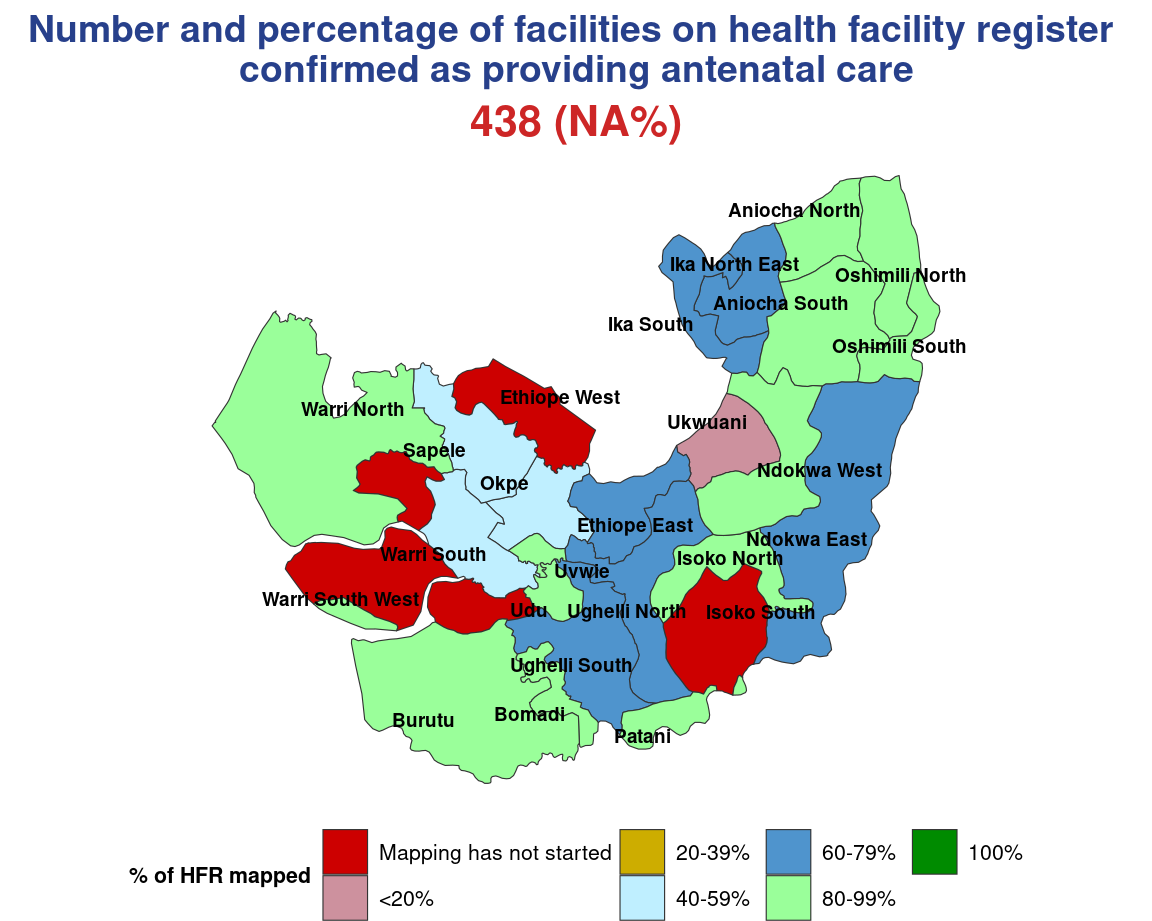 Number and percentage of facilities on health facility register
confirmed as providing antenatal care
438 (NA%)
Aniocha North
Ika North East
Oshimili North
Aniocha South
Ika South
Oshimili South
Ethiope West
Warri North
Ukwuani
Sapele
Ndokwa West
Okpe
Ethiope East
Ndokwa East
Warri South
Isoko North
Uvwie
Warri South West
Udu
Ughelli North
Isoko South
Ughelli South
Bomadi
Burutu
Patani
% of HFR mapped
Mapping has not started
<20%
20-39%
40-59%
60-79%
80-99%
100%